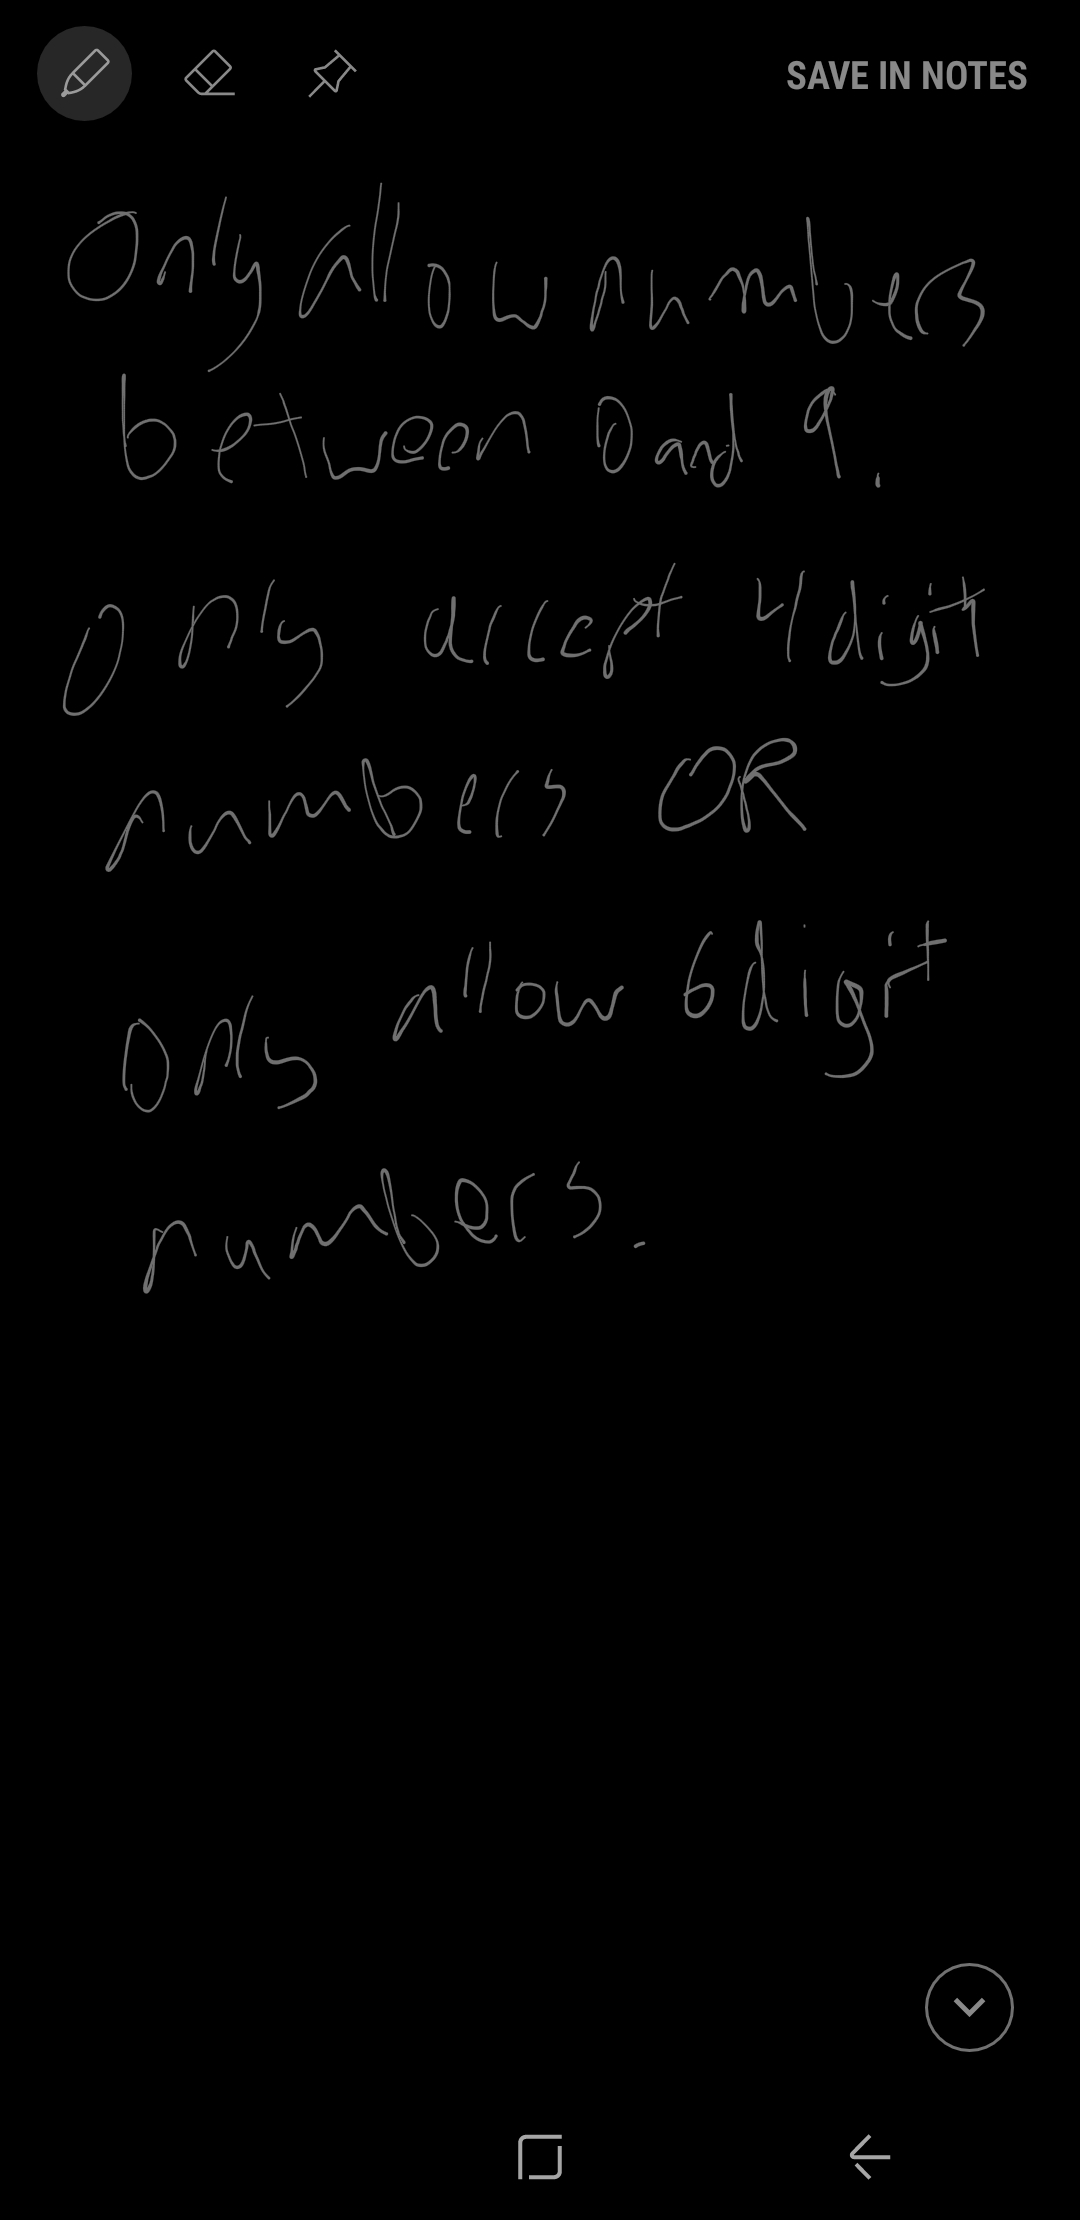 SAVE IN NOTES
Only allow numbers
between 0 and 9.
Only accept 4 digit
numbers OR
only allow 6 digit
numbers.